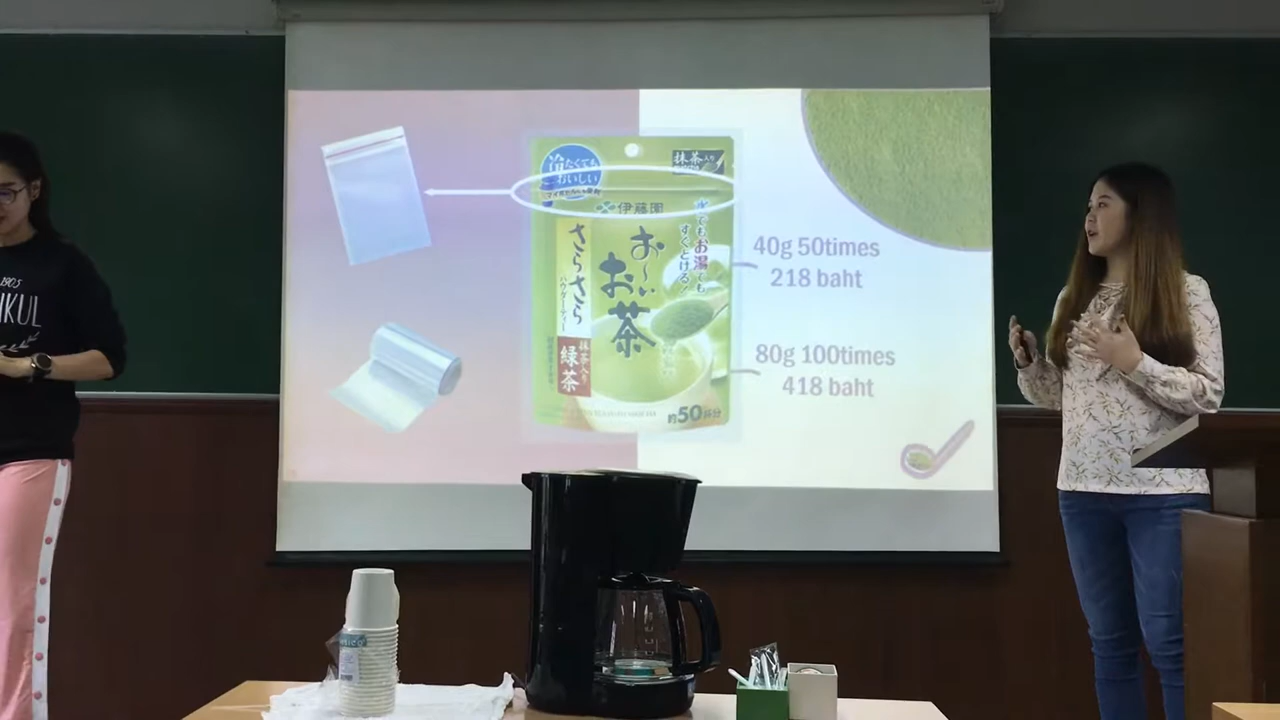 冷たくても
おいしい
抹茶入り
伊藤園
水でもお湯でも
すぐとける!
お〜い
お茶
さらさら
パウダーティー
抹茶入り
緑茶
約50杯分
40g 50times
218 baht
80g 100times
418 baht
1905